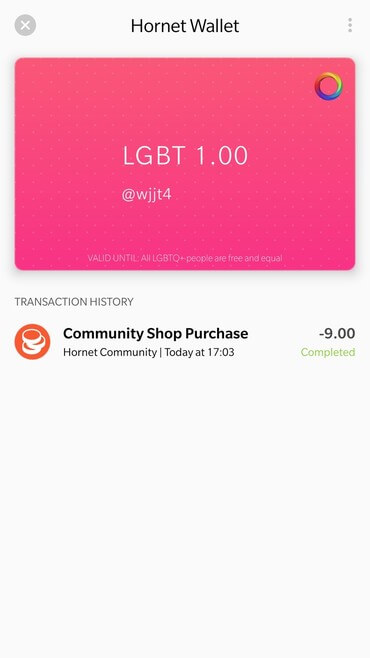 Hornet Wallet
LGBT 1.00
@wjjt4
VALID UNTIL: All LGBTQ+ people are free and equal
TRANSACTION HISTORY
Community Shop Purchase -9.00
Hornet Community | Today at 17:03 Completed